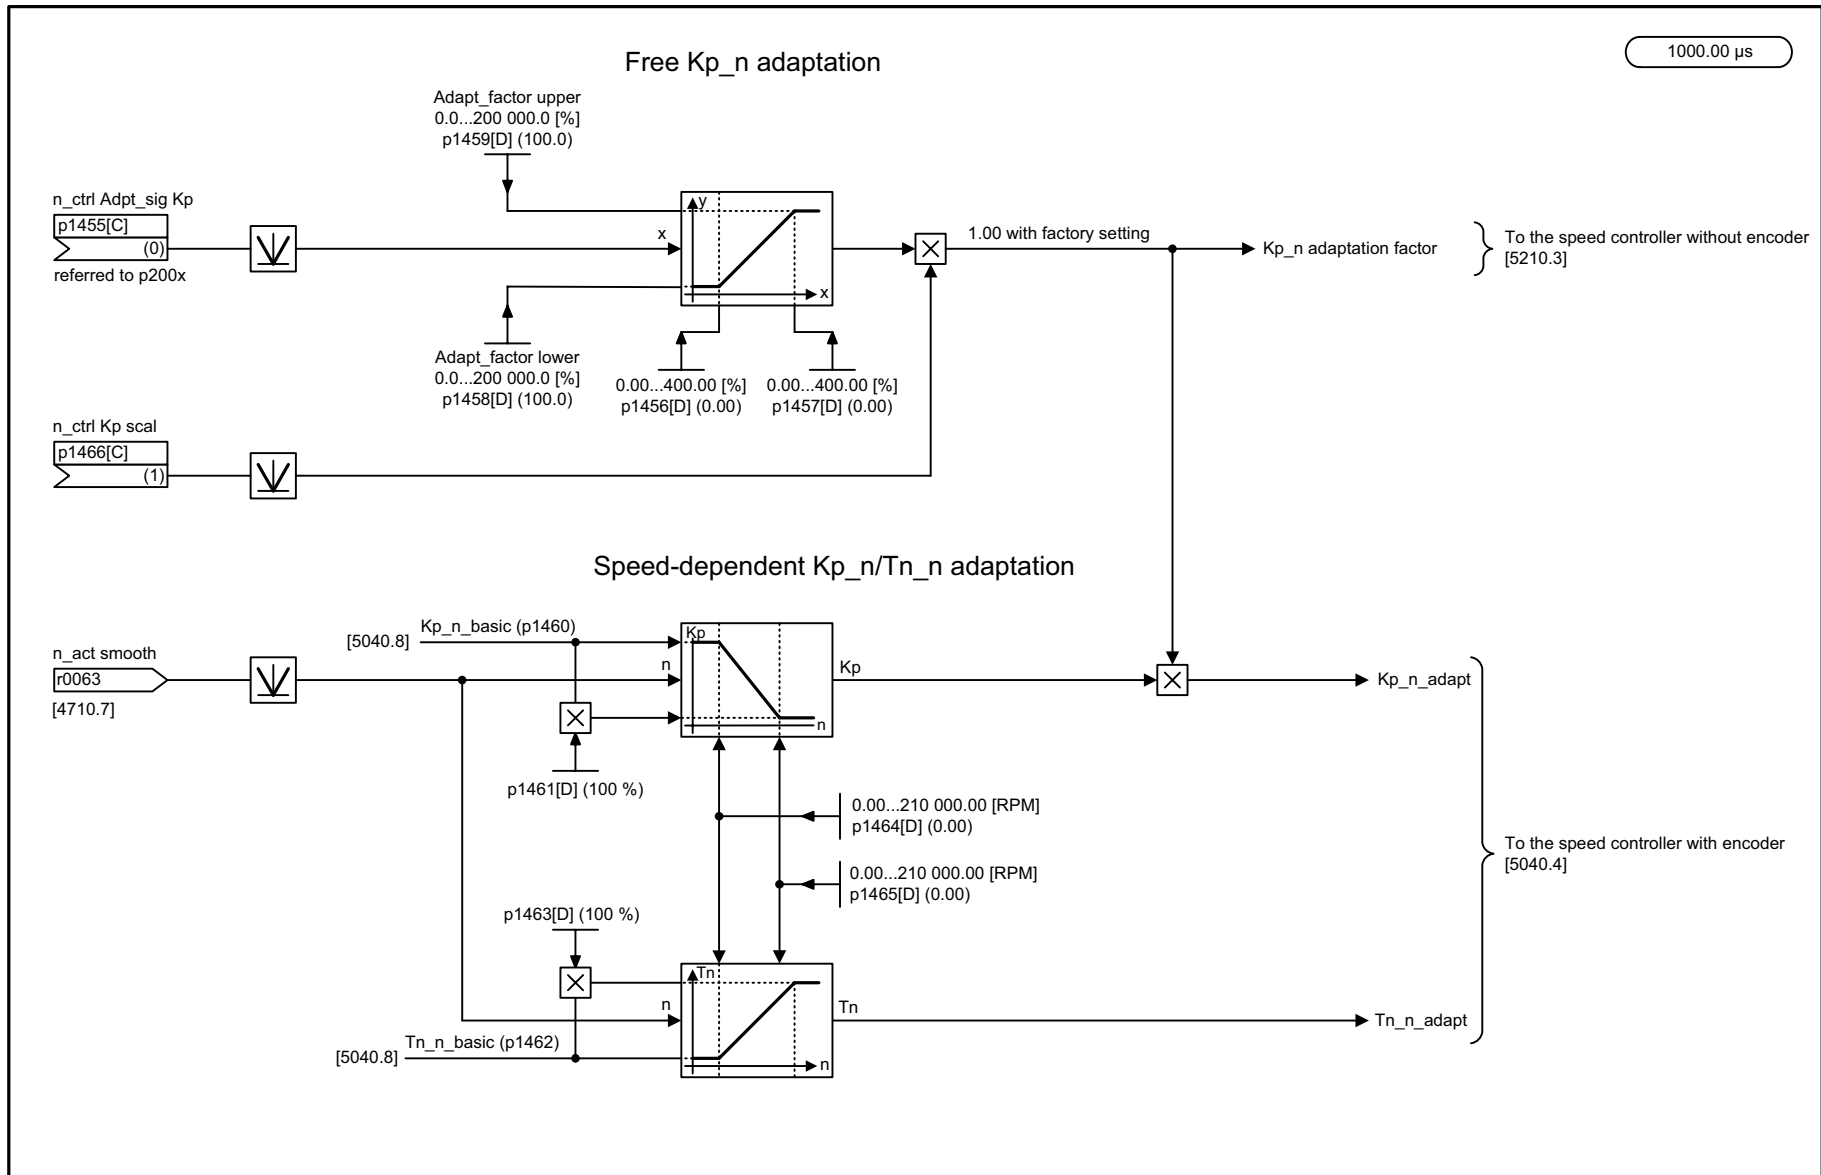 Free Kp_n adaptation
1000.00 µs
Adapt_factor upper
0.0...200 000.0 [%]
p1459[D] (100.0)
n_ctrl Adpt_sig Kp
p1455[C]
(0)
referred to p200x
x
y
x
1.00 with factory setting
Kp_n adaptation factor
To the speed controller without encoder
[5210.3]
Adapt_factor lower
0.0...200 000.0 [%]
p1458[D] (100.0)
0.00...400.00 [%]
p1456[D] (0.00)
0.00...400.00 [%]
p1457[D] (0.00)
n_ctrl Kp scal
p1466[C]
(1)
Speed-dependent Kp_n/Tn_n adaptation
[5040.8]
Kp_n_basic (p1460)
n_act smooth
r0063
[4710.7]
n
Kp
n
Kp
Kp_n_adapt
p1461[D] (100 %)
0.00...210 000.00 [RPM]
p1464[D] (0.00)
0.00...210 000.00 [RPM]
p1465[D] (0.00)
To the speed controller with encoder
[5040.4]
p1463[D] (100 %)
n
Tn
n
Tn
Tn_n_adapt
[5040.8]
Tn_n_basic (p1462)